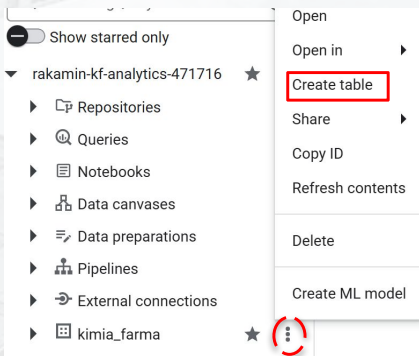 Show starred only
rakamin-kf-analytics-471716
Repositories
Queries
Notebooks
Data canvases
Data preparations
Pipelines
External connections
kimia_farma
Open
Open in
Create table
Share
Copy ID
Refresh contents
Delete
Create ML model